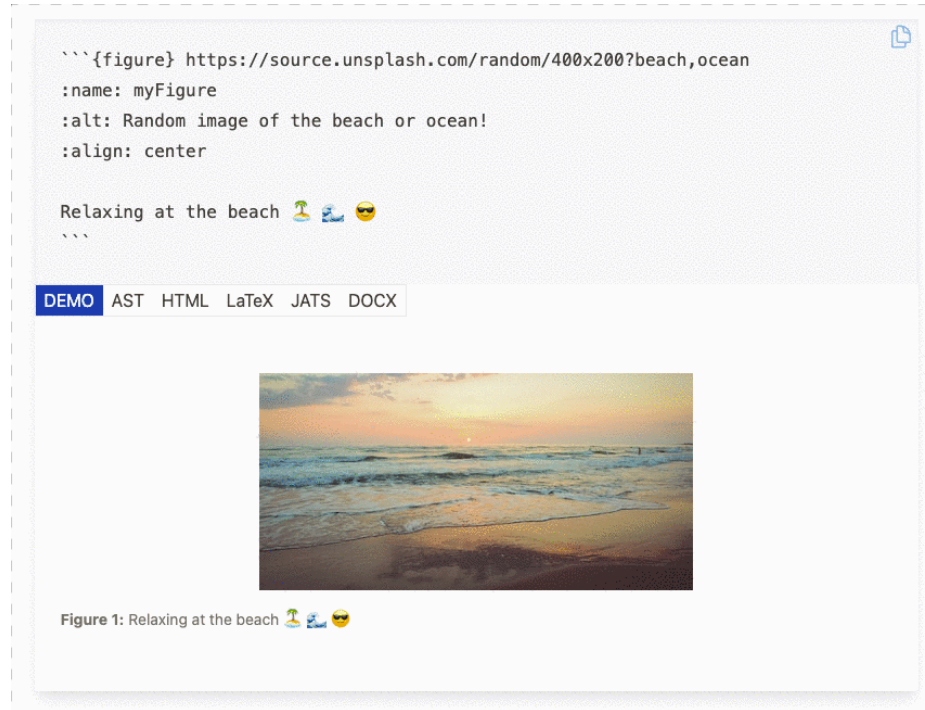 ```{figure} https://source.unsplash.com/random/400x200?beach,ocean
:name: myFigure
:alt: Random image of the beach or ocean!
:align: center
Relaxing at the beach 🏝️ 🌊 😎
```
DEMO AST HTML LaTeX JATS DOCX
Figure 1: Relaxing at the beach 🏝️ 🌊 😎